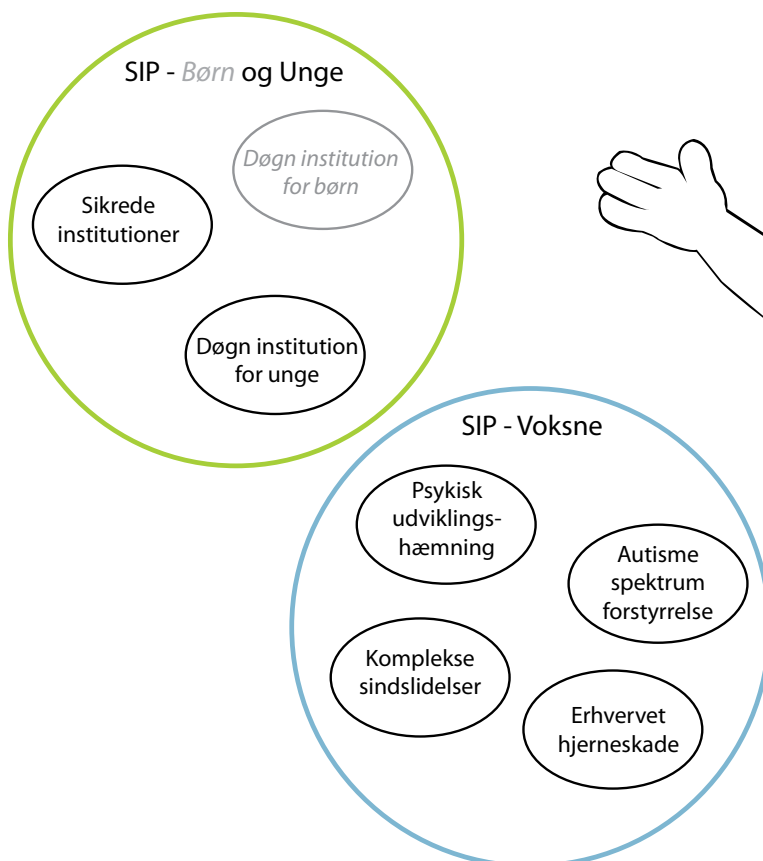 SIP - Børn og Unge
Døgn institution
for børn
Sikrede
institutioner
Døgn institution
for unge
SIP - Voksne
Psykisk
udviklings-
hæmning
Autisme
spektrum
forstyrrelse
Komplekse
sindslidelser
Erhvervet
hjerneskade